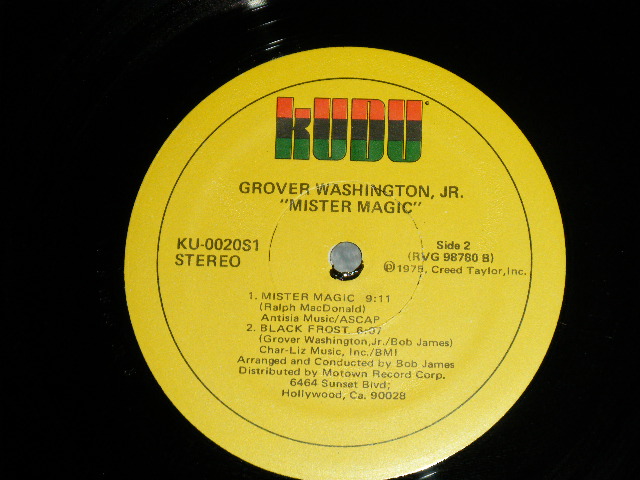 KUDU
GROVER WASHINGTON, JR.
"MISTER MAGIC"
KU-0020S1
STEREO
Side 2
(RVG 98780 B)
℗1975, Creed Taylor, Inc.
1. MISTER MAGIC 9:11
(Ralph MacDonald)
Antisia Music/ASCAP
2. BLACK FROST 6:07
(Grover Washington,Jr./Bob James)
Char-Liz Music, Inc./BMI
Arranged and Conducted by Bob James
Distributed by Motown Record Corp.
6464 Sunset Blvd;
Hollywood, Ca. 90028